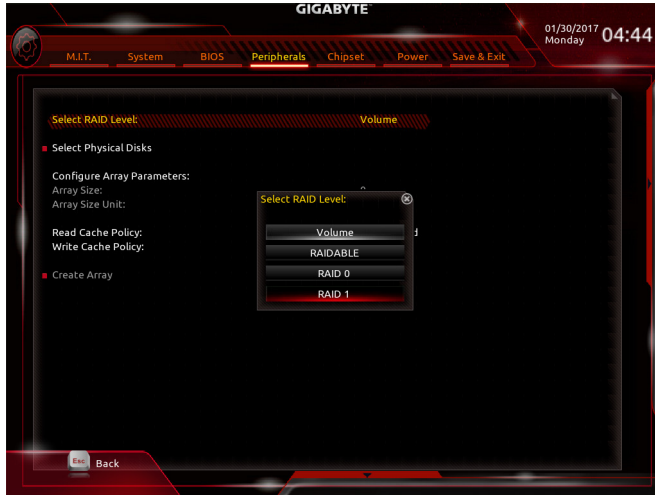 GIGABYTE
01/30/2017 Monday 04:44
M.I.T. System BIOS Peripherals Chipset Power Save & Exit
Select RAID Level: Volume
Select Physical Disks
Configure Array Parameters:
Array Size:
Array Size Unit:
Read Cache Policy:
Write Cache Policy:
Create Array
Select RAID Level:
Volume
RAIDABLE
RAID 0
RAID 1
Esc Back